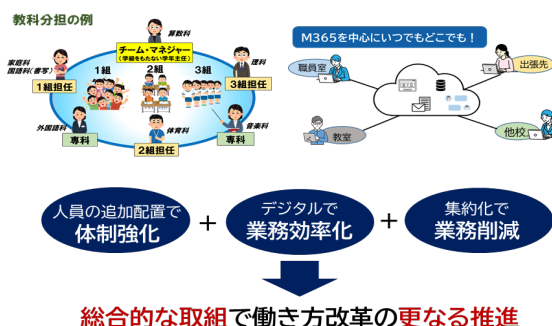 教科分担の例
算数科
チーム・マネジャー
(学級をもたない学年主任)
家庭科
国語科(書写)
理科
1組
2組
3組
1組担任
3組担任
外国語科
体育科
音楽科
専科
2組担任
専科
M365を中心にいつでもどこでも！
職員室
出張先
教室
他校
人員の追加配置で
体制強化
+
デジタルで
業務効率化
+
集約化で
業務削減
総合的な取組で働き方改革の更なる推進